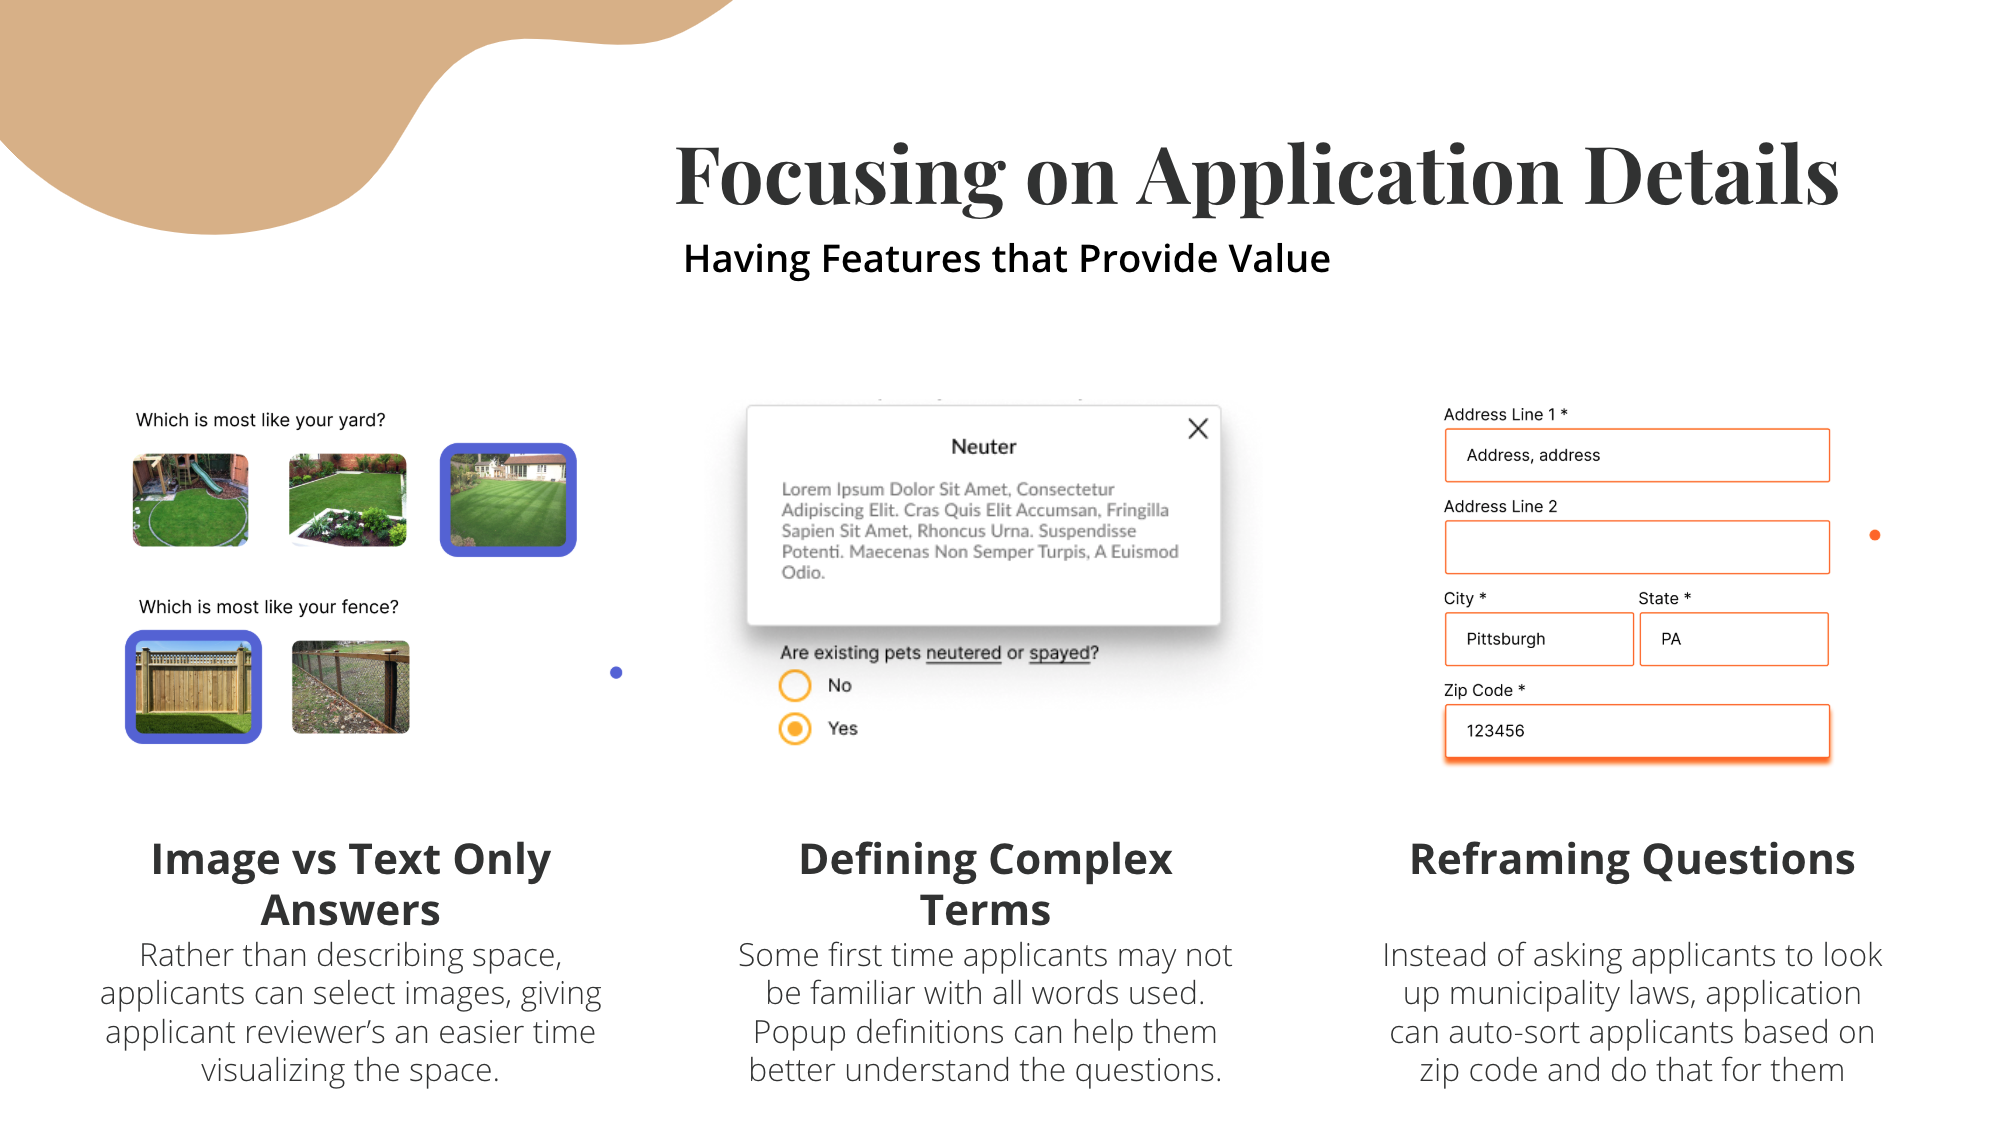 Focusing on Application Details
Having Features that Provide Value
Which is most like your yard?
Which is most like your fence?
Neuter
Lorem Ipsum Dolor Sit Amet, Consectetur
Adipiscing Elit. Cras Quis Elit Accumsan, Fringilla
Sapien Sit Amet, Rhoncus Urna. Suspendisse
Potenti. Maecenas Non Semper Turpis, A Euismod
Odio.
Are existing pets neutered or spayed?
No
Yes
Address Line 1 *
Address, address
Address Line 2
City * State *
Pittsburgh PA
Zip Code *
123456
Image vs Text Only
Answers
Rather than describing space,
applicants can select images, giving
applicant reviewer’s an easier time
visualizing the space.
Defining Complex
Terms
Some first time applicants may not
be familiar with all words used.
Popup definitions can help them
better understand the questions.
Reframing Questions
Instead of asking applicants to look
up municipality laws, application
can auto-sort applicants based on
zip code and do that for them